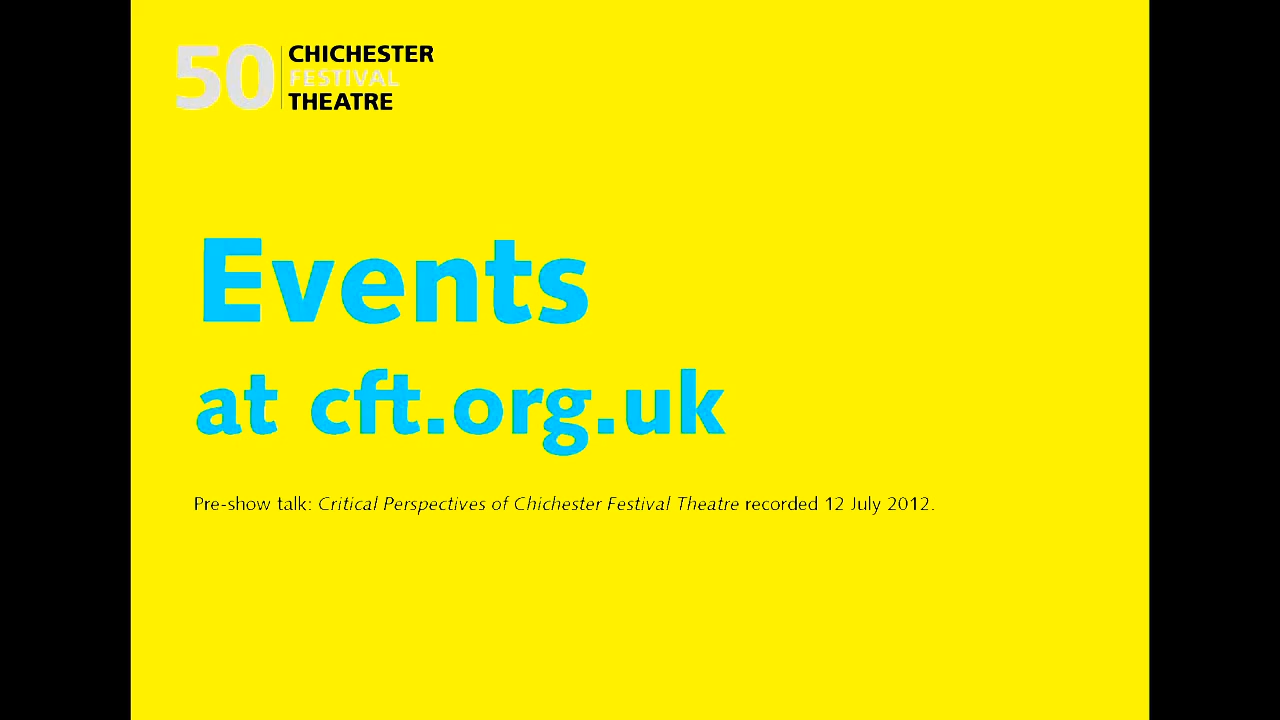 50 CHICHESTER
FESTIVAL
THEATRE
Events
at cft.org.uk
Pre-show talk: Critical Perspectives of Chichester Festival Theatre recorded 12 July 2012.